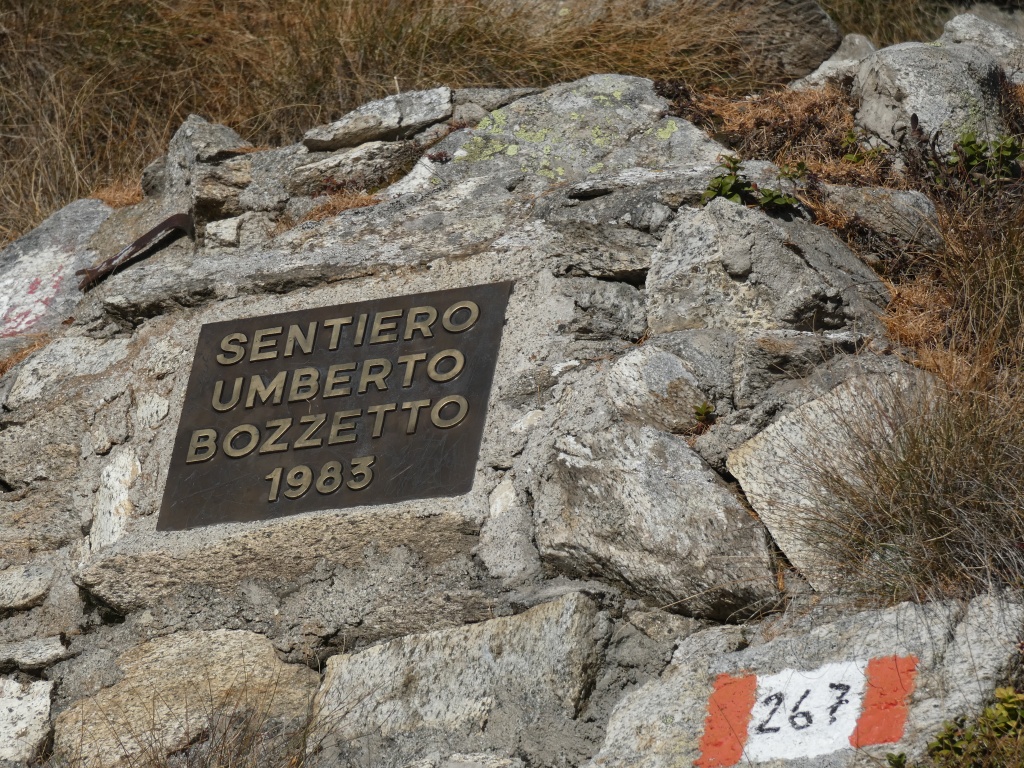 SENTIERO
UMBERTO
BOZZETTO
1983
267